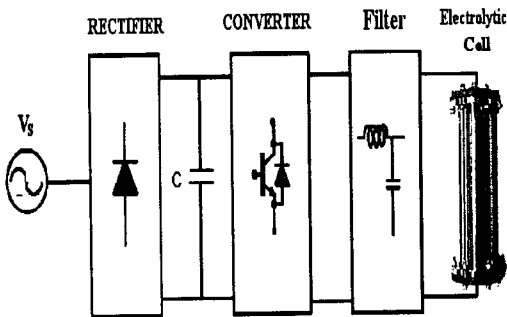 RECTIFIER
CONVERTER
Filter
Electrolytic
Cell
Vs
C